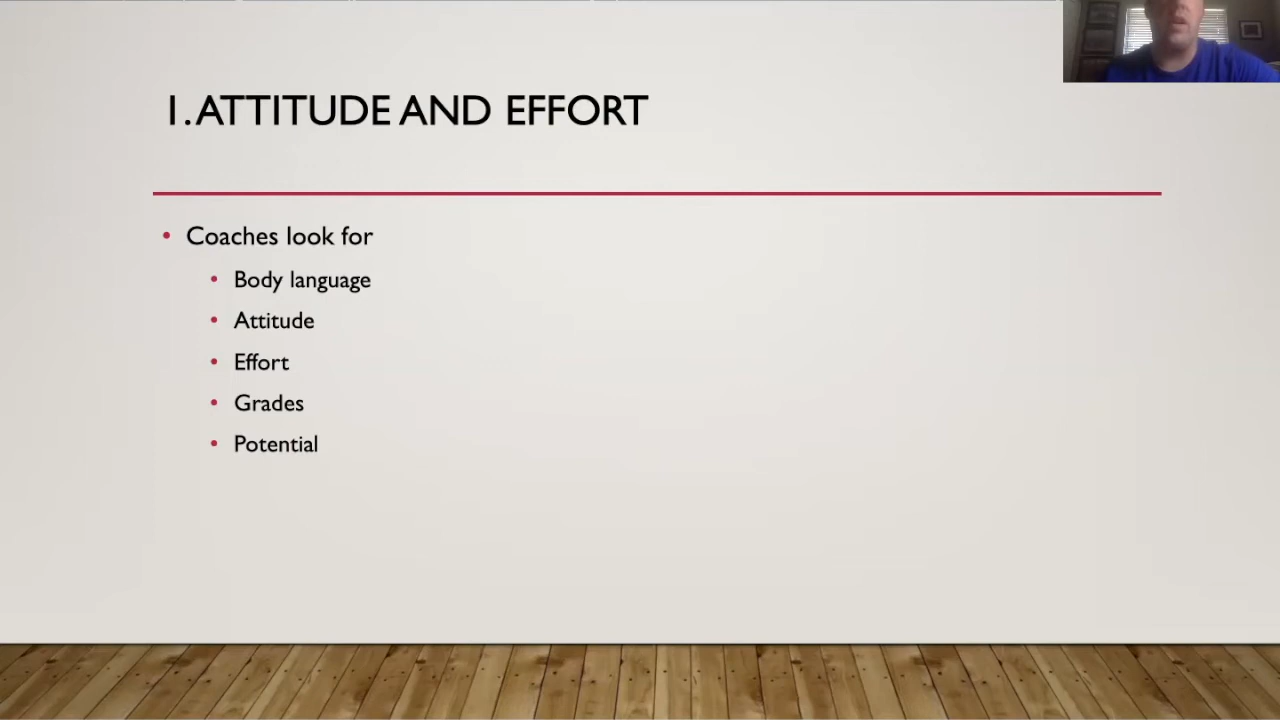 1. ATTITUDE AND EFFORT
• Coaches look for
• Body language
• Attitude
• Effort
• Grades
• Potential